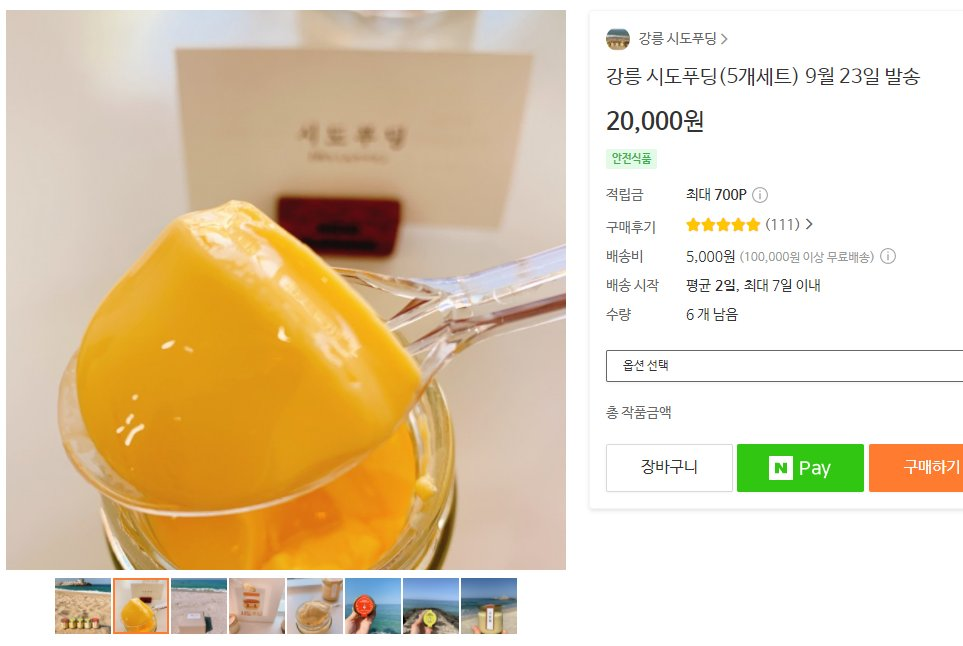 시도푸딩
강릉 시도푸딩 >
강릉 시도푸딩(5개세트) 9월 23일 발송
20,000원
안전식품
적립금 최대 700P
구매후기 ★★★★★ (111) >
배송비 5,000원 (100,000원 이상 무료배송)
배송 시작 평균 2일, 최대 7일 이내
수량 6 개 남음
옵션 선택
총 작품금액
장바구니
N Pay
구매하기